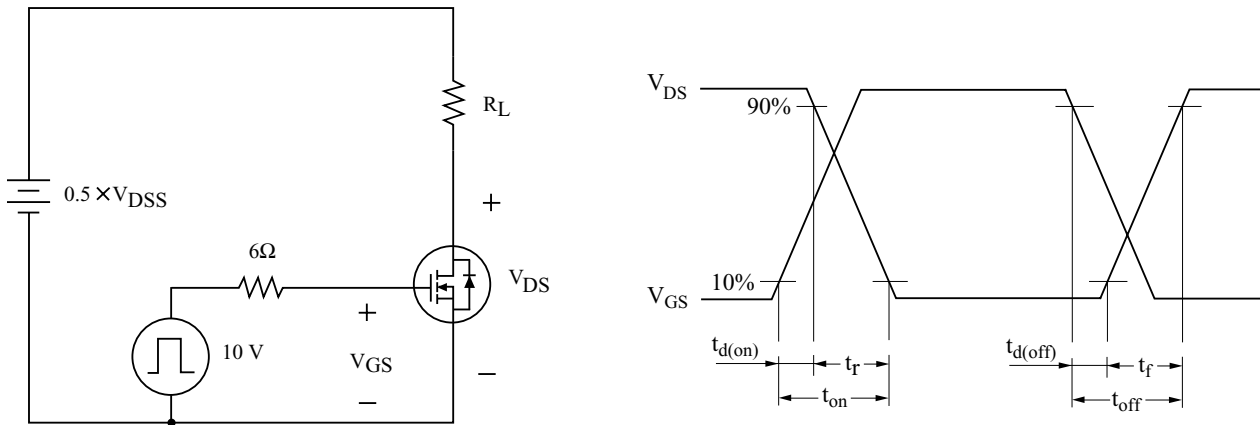 R_L
0.5 × V_DSS
6Ω
10 V
+
V_GS
−
+
V_DS
−
V_DS
90%
10%
V_GS
t_d(on)
t_r
t_on
t_d(off)
t_f
t_off